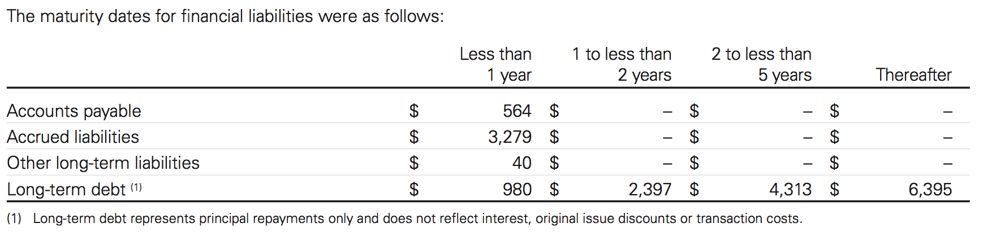 The maturity dates for financial liabilities were as follows:
Less than 1 to less than 2 to less than
1 year 2 years 5 years Thereafter
Accounts payable $ 564 $ – $ – $ –
Accrued liabilities $ 3,279 $ – $ – $ –
Other long-term liabilities $ 40 $ – $ – $ –
Long-term debt (1) $ 980 $ 2,397 $ 4,313 $ 6,395
(1) Long-term debt represents principal repayments only and does not reflect interest, original issue discounts or transaction costs.